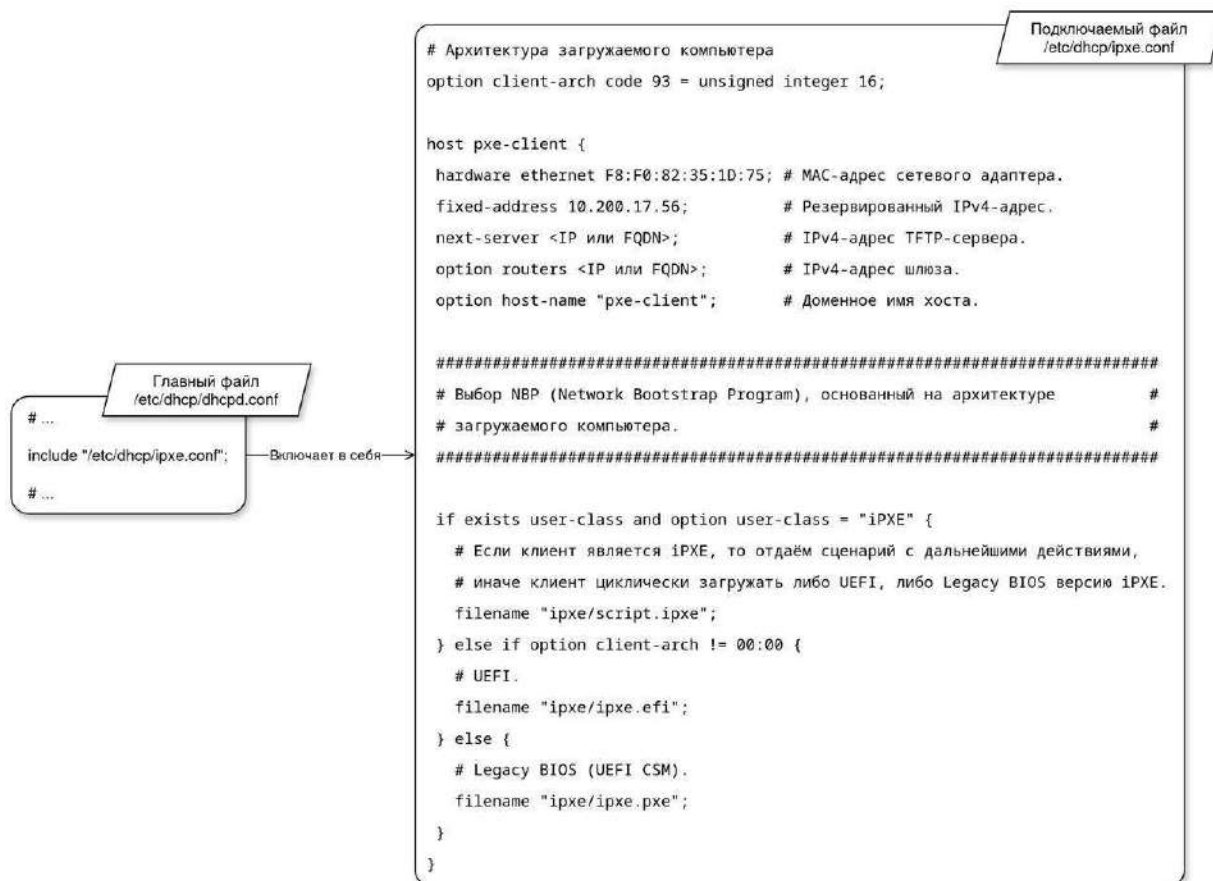 Главный файл
/etc/dhcp/dhcpd.conf
# ...
include "/etc/dhcp/ipxe.conf";
# ...
Включает в себя
Подключаемый файл
/etc/dhcp/ipxe.conf
# Архитектура загружаемого компьютера
option client-arch code 93 = unsigned integer 16;
host pxe-client {
hardware ethernet F8:F0:82:35:1D:75; # MAC-адрес сетевого адаптера.
fixed-address 10.200.17.56; # Резервированный IPv4-адрес.
next-server <IP или FQDN>; # IPv4-адрес TFTP-сервера.
option routers <IP или FQDN>; # IPv4-адрес шлюза.
option host-name "pxe-client"; # Доменное имя хоста.
############################################################################
# Выбор NBP (Network Bootstrap Program), основанный на архитектуре #
# загружаемого компьютера. #
############################################################################
if exists user-class and option user-class = "iPXE" {
# Если клиент является iPXE, то отдаём сценарий с дальнейшими действиями,
# иначе клиент циклически загружать либо UEFI, либо Legacy BIOS версию iPXE.
filename "ipxe/script.ipxe";
} else if option client-arch != 00:00 {
# UEFI.
filename "ipxe/ipxe.efi";
} else {
# Legacy BIOS (UEFI CSM).
filename "ipxe/ipxe.pxe";
}
}